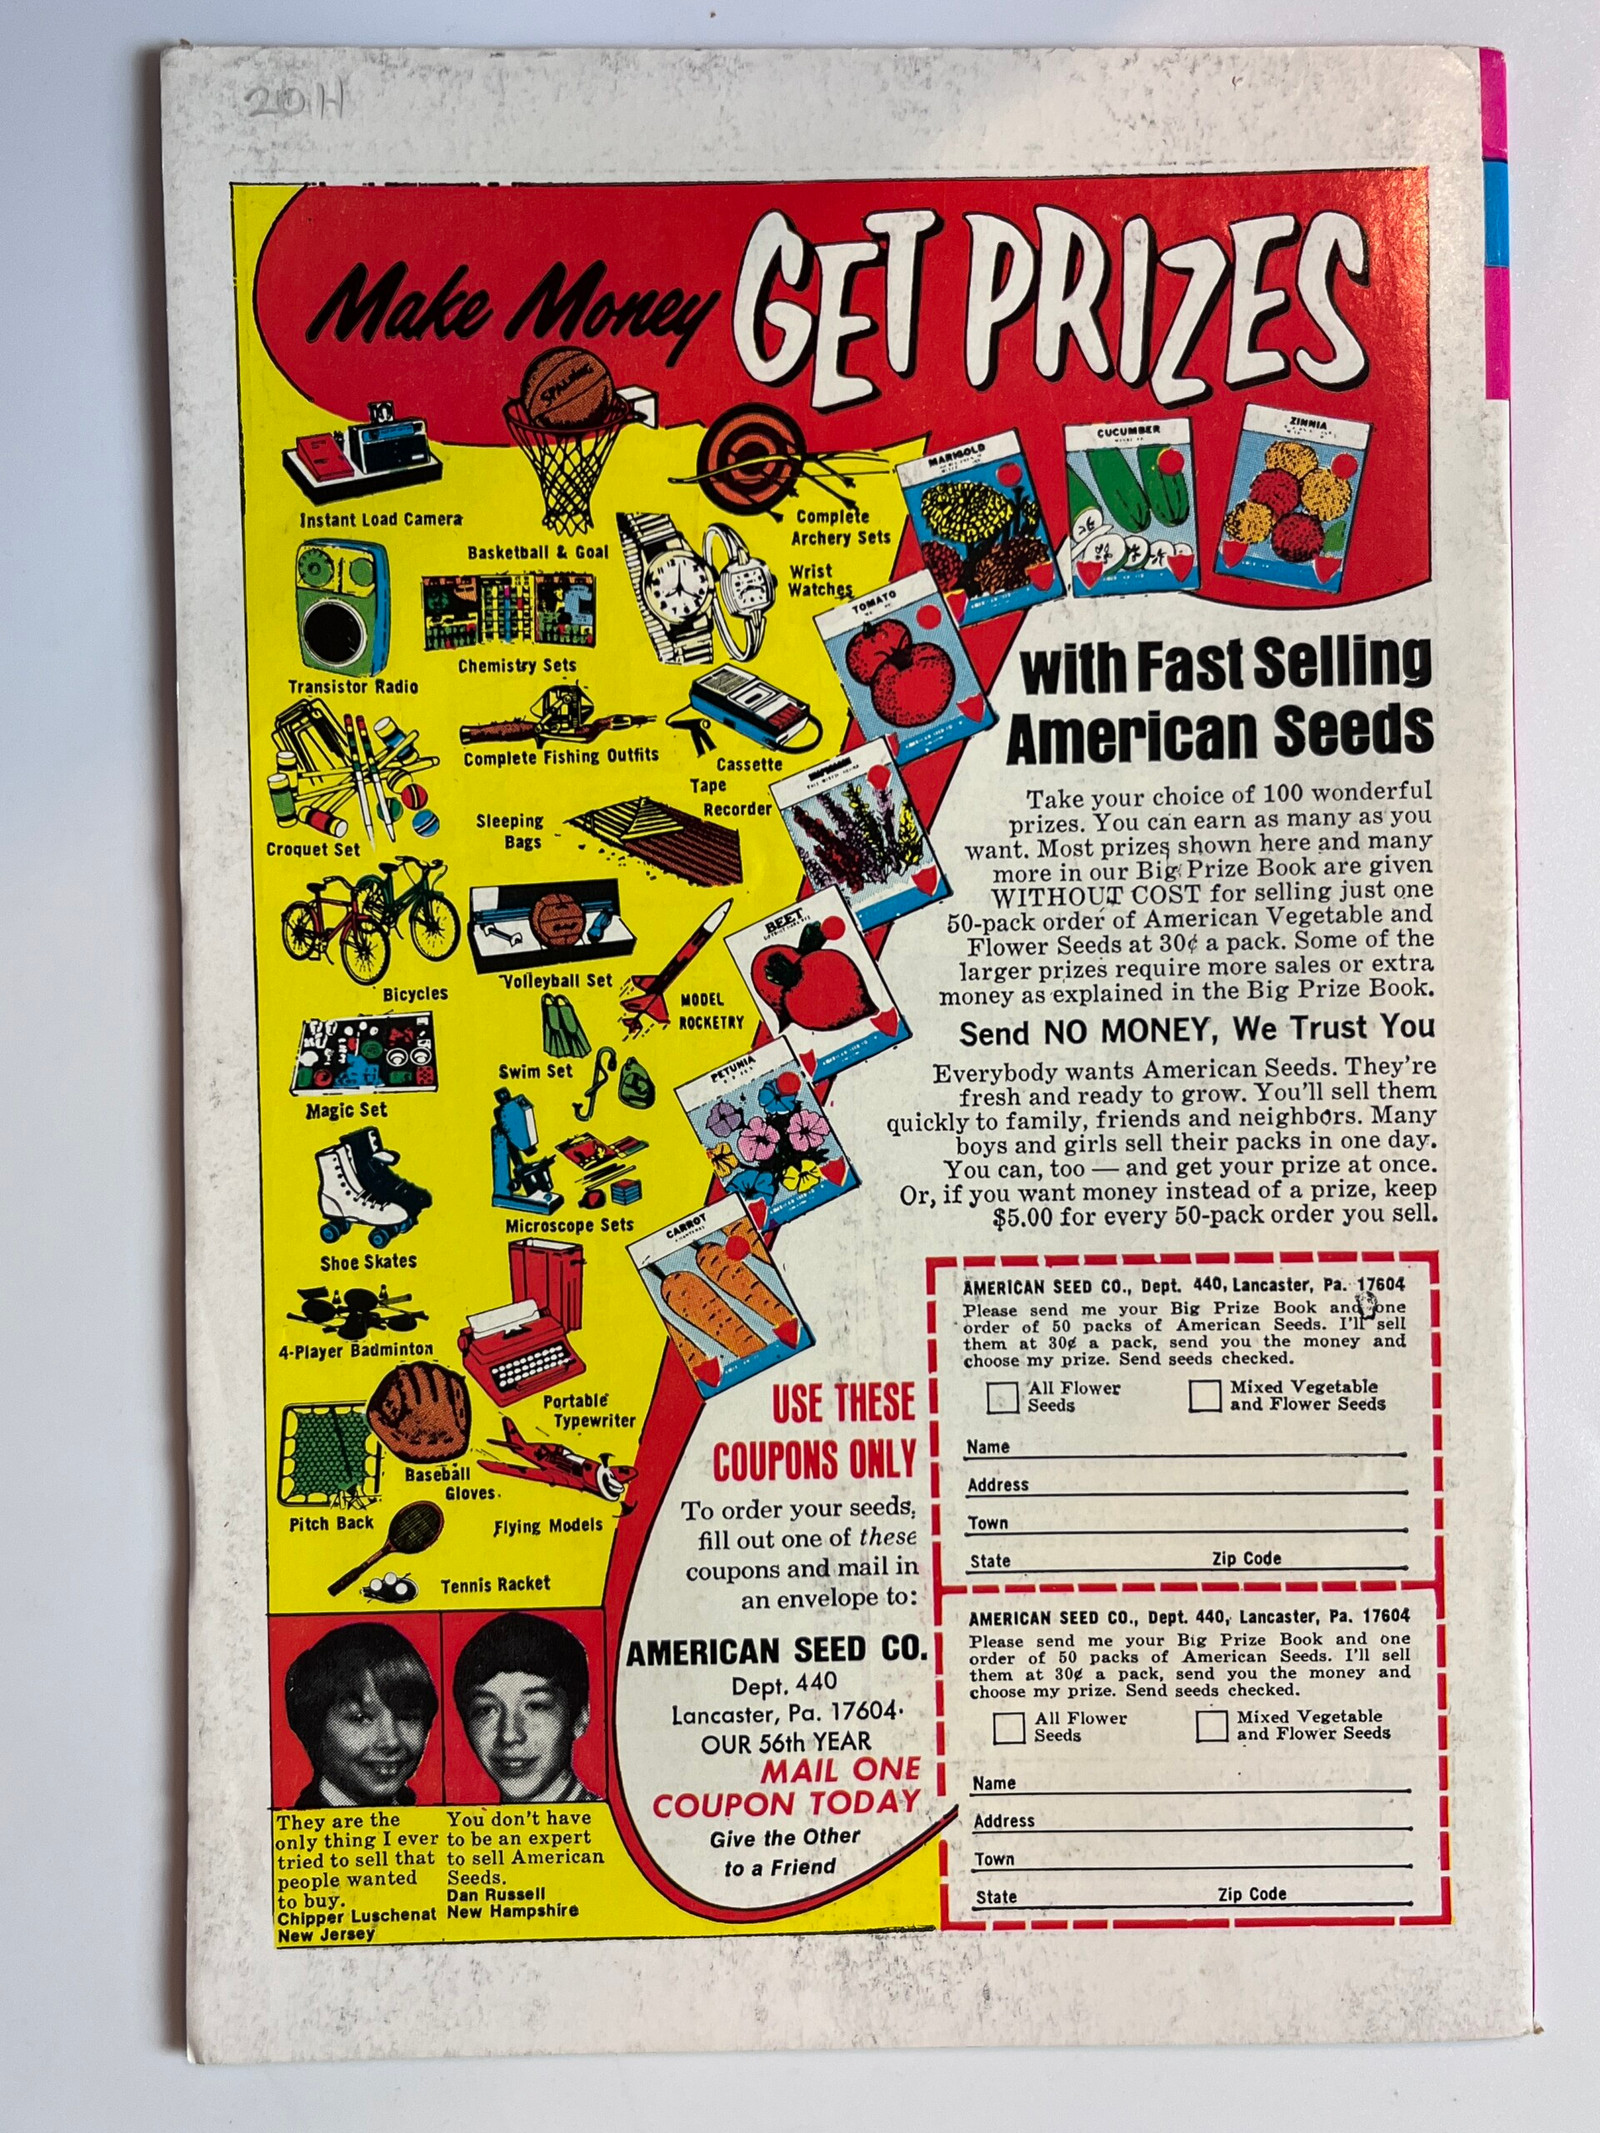 20H
Make Money GET PRIZES
SPALDING
Instant Load Camera
Basketball & Goal
Complete
Archery Sets
Wrist
Watches
Transistor Radio
Chemistry Sets
Complete Fishing Outfits
Cassette
Tape
Recorder
Croquet Set
Sleeping
Bags
Bicycles
Volleyball Set
MODEL
ROCKETRY
Magic Set
Swim Set
Shoe Skates
Microscope Sets
4-Player Badminton
Portable
Typewriter
Baseball
Gloves
Pitch Back
Flying Models
Tennis Racket
MARIGOLD
CUCUMBER
ZINNIA
TOMATO
BEET
PETUNIA
CARROT
with Fast Selling
American Seeds
Take your choice of 100 wonderful
prizes. You can earn as many as you
want. Most prizes shown here and many
more in our Big Prize Book are given
WITHOUT COST for selling just one
50-pack order of American Vegetable and
Flower Seeds at 30¢ a pack. Some of the
larger prizes require more sales or extra
money as explained in the Big Prize Book.
Send NO MONEY, We Trust You
Everybody wants American Seeds. They're
fresh and ready to grow. You'll sell them
quickly to family, friends and neighbors. Many
boys and girls sell their packs in one day.
You can, too — and get your prize at once.
Or, if you want money instead of a prize, keep
$5.00 for every 50-pack order you sell.
USE THESE
COUPONS ONLY
To order your seeds,
fill out one of these
coupons and mail in
an envelope to:
AMERICAN SEED CO.
Dept. 440
Lancaster, Pa. 17604
OUR 56th YEAR
MAIL ONE
COUPON TODAY
Give the Other
to a Friend
AMERICAN SEED CO., Dept. 440, Lancaster, Pa. 17604
Please send me your Big Prize Book and one
order of 50 packs of American Seeds. I'll sell
them at 30¢ a pack, send you the money and
choose my prize. Send seeds checked.
All Flower
Seeds
Mixed Vegetable
and Flower Seeds
Name
Address
Town
State Zip Code
AMERICAN SEED CO., Dept. 440, Lancaster, Pa. 17604
Please send me your Big Prize Book and one
order of 50 packs of American Seeds. I'll sell
them at 30¢ a pack, send you the money and
choose my prize. Send seeds checked.
All Flower
Seeds
Mixed Vegetable
and Flower Seeds
Name
Address
Town
State Zip Code
They are the
only thing I ever
tried to sell that
people wanted
to buy.
Chipper Luschenat
New Jersey
You don't have
to be an expert
to sell American
Seeds.
Dan Russell
New Hampshire